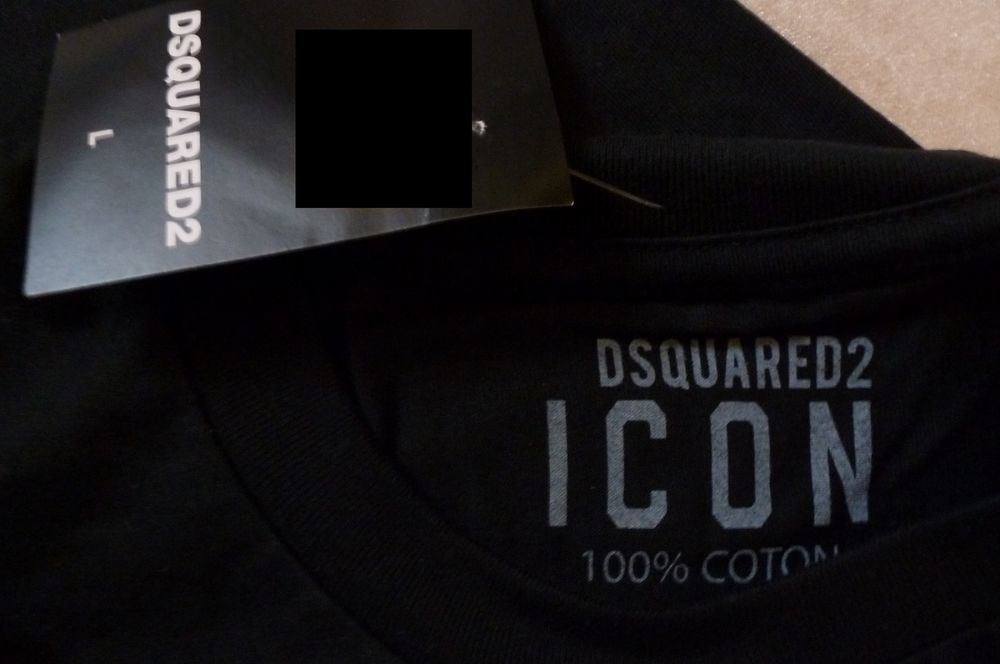 DSQUARED2
L
DSQUARED2
ICON
100% COTON